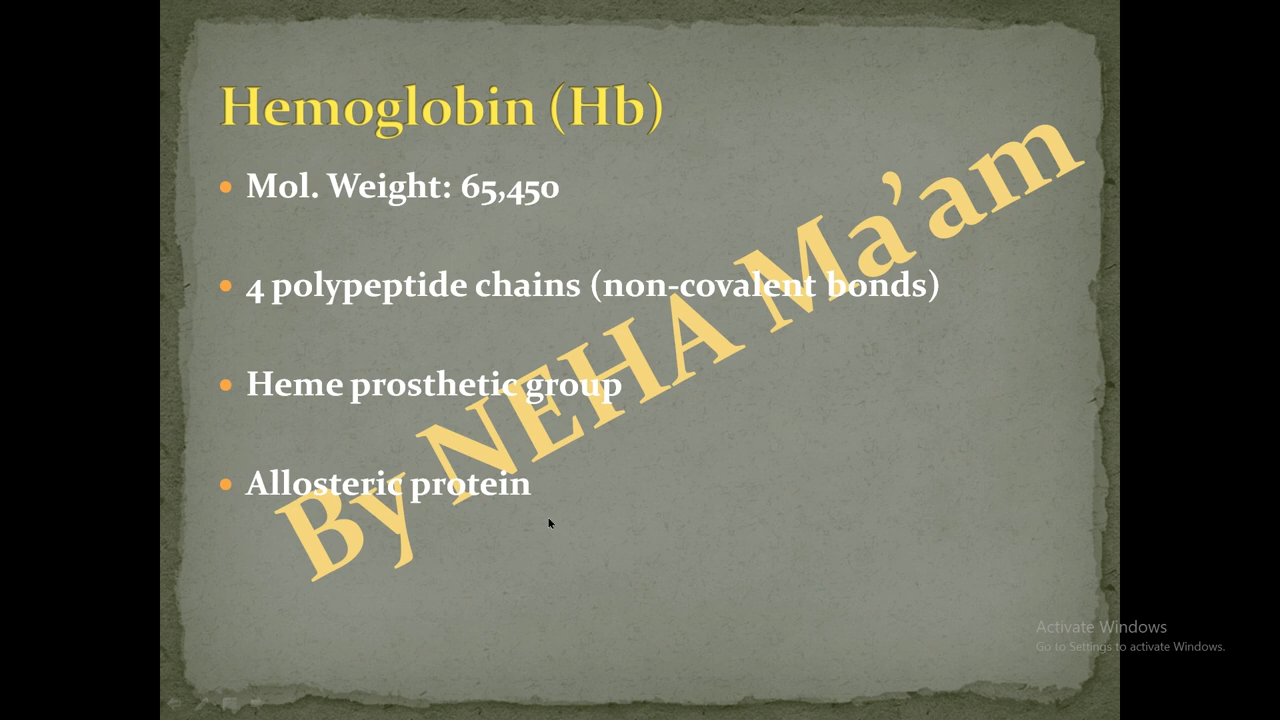 Hemoglobin (Hb)
• Mol. Weight: 65,450
• 4 polypeptide chains (non-covalent bonds)
• Heme prosthetic group
• Allosteric protein
By NEHA Ma’am
Activate Windows
Go to Settings to activate Windows.